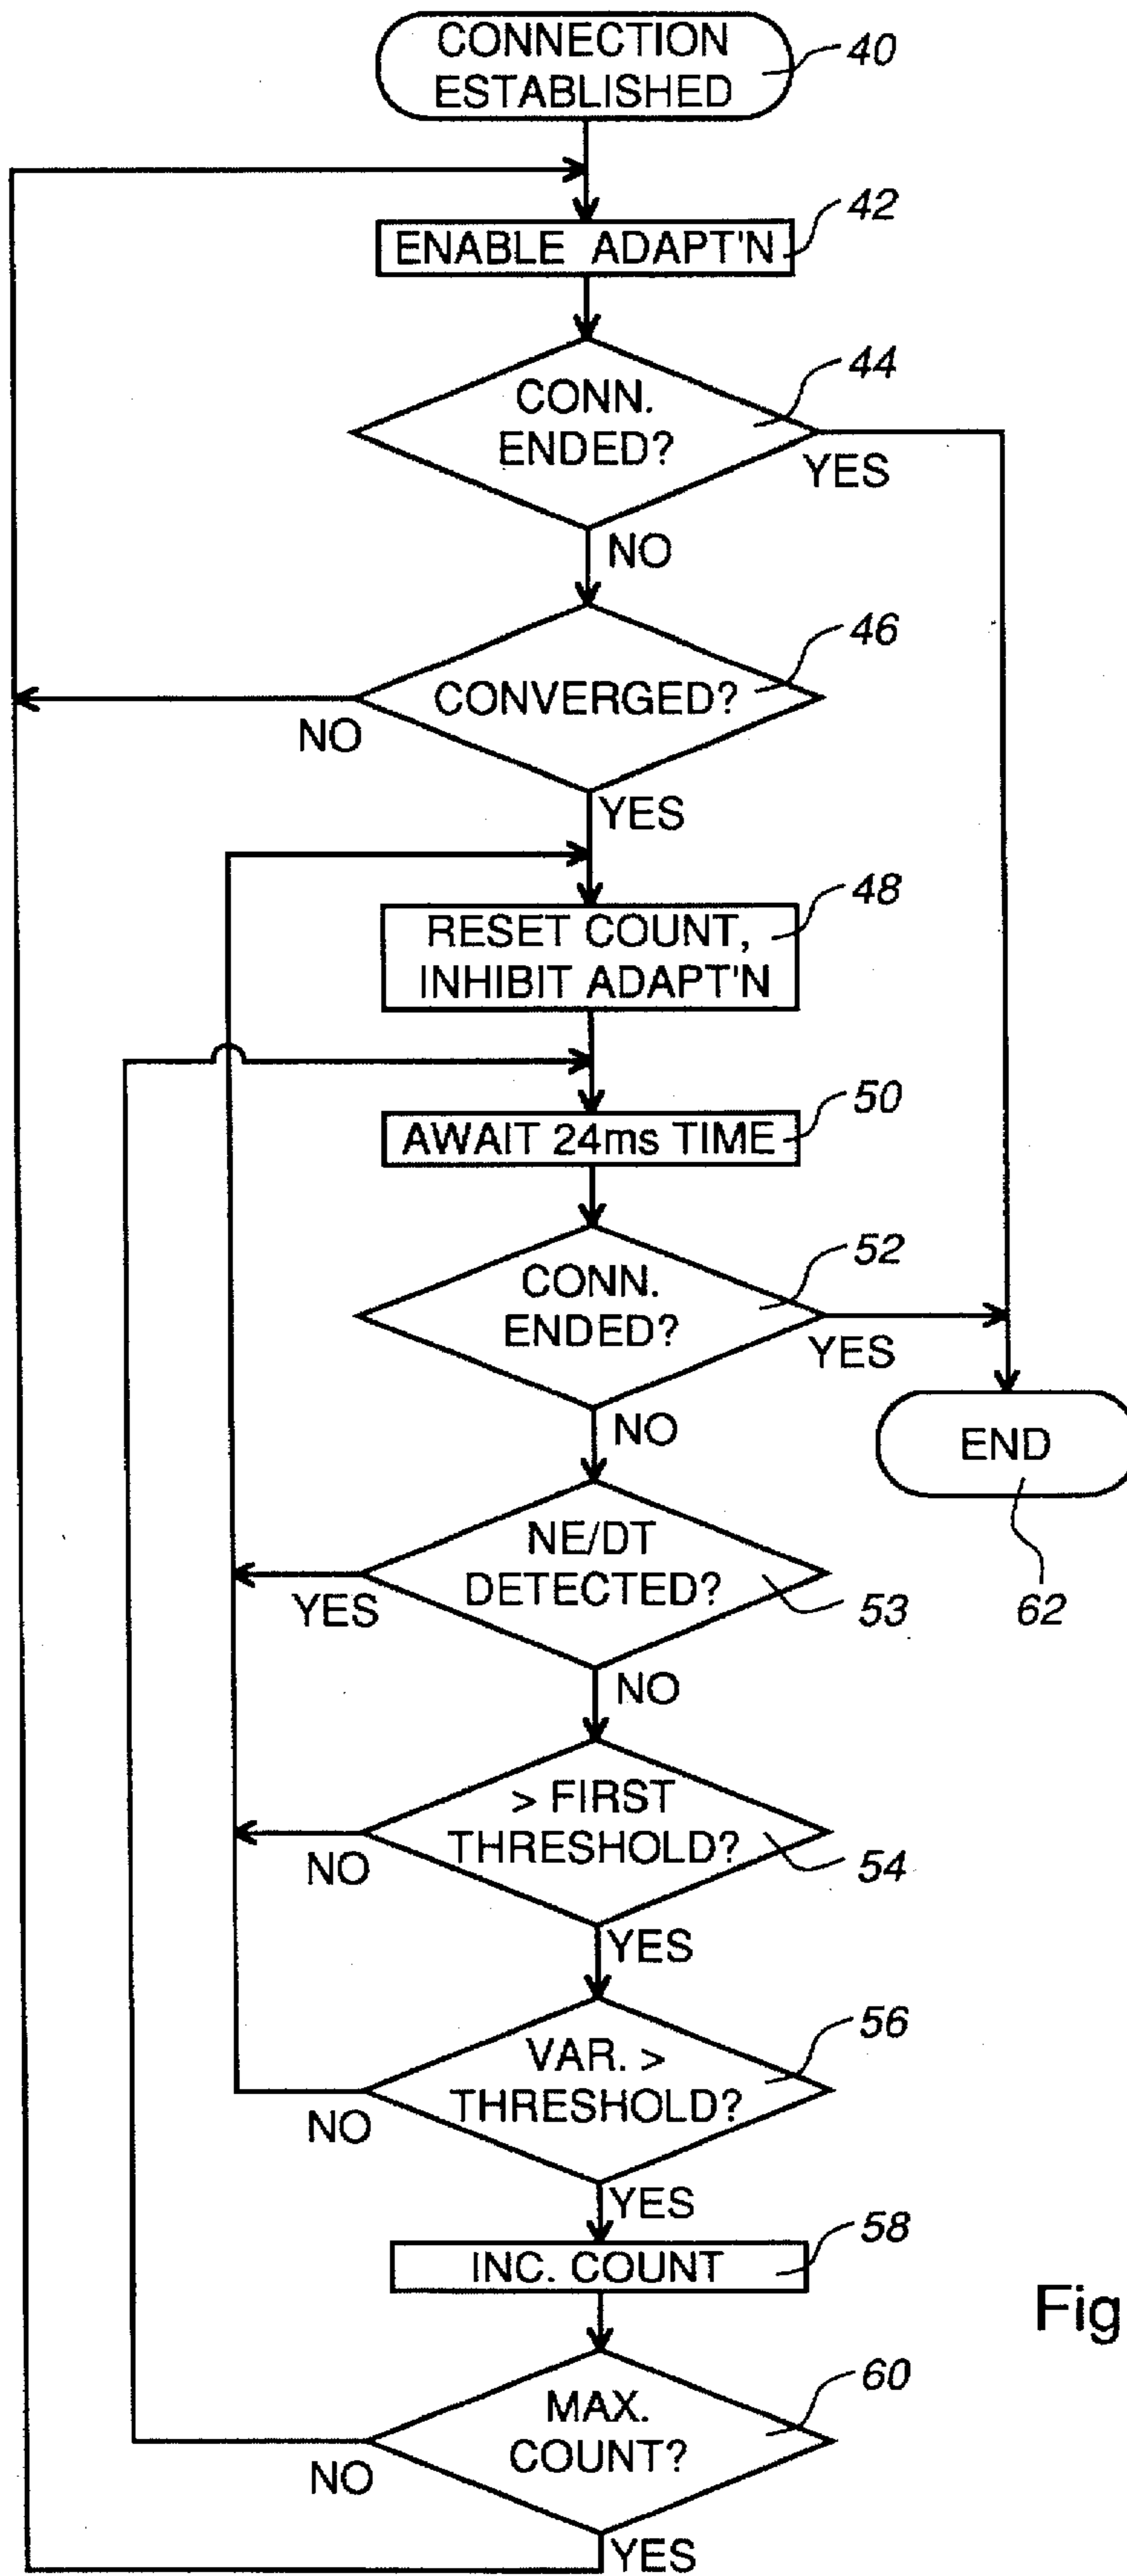 CONNECTION
ESTABLISHED
40
42
ENABLE ADAPT'N
44
CONN.
ENDED?
YES
NO
46
CONVERGED?
NO
YES
48
RESET COUNT,
INHIBIT ADAPT'N
50
AWAIT 24ms TIME
52
CONN.
ENDED?
YES
NO
END
62
NE/DT
DETECTED?
53
YES
NO
> FIRST
THRESHOLD?
54
NO
YES
56
VAR. >
THRESHOLD?
NO
YES
58
INC. COUNT
Fig
60
MAX.
COUNT?
NO
YES